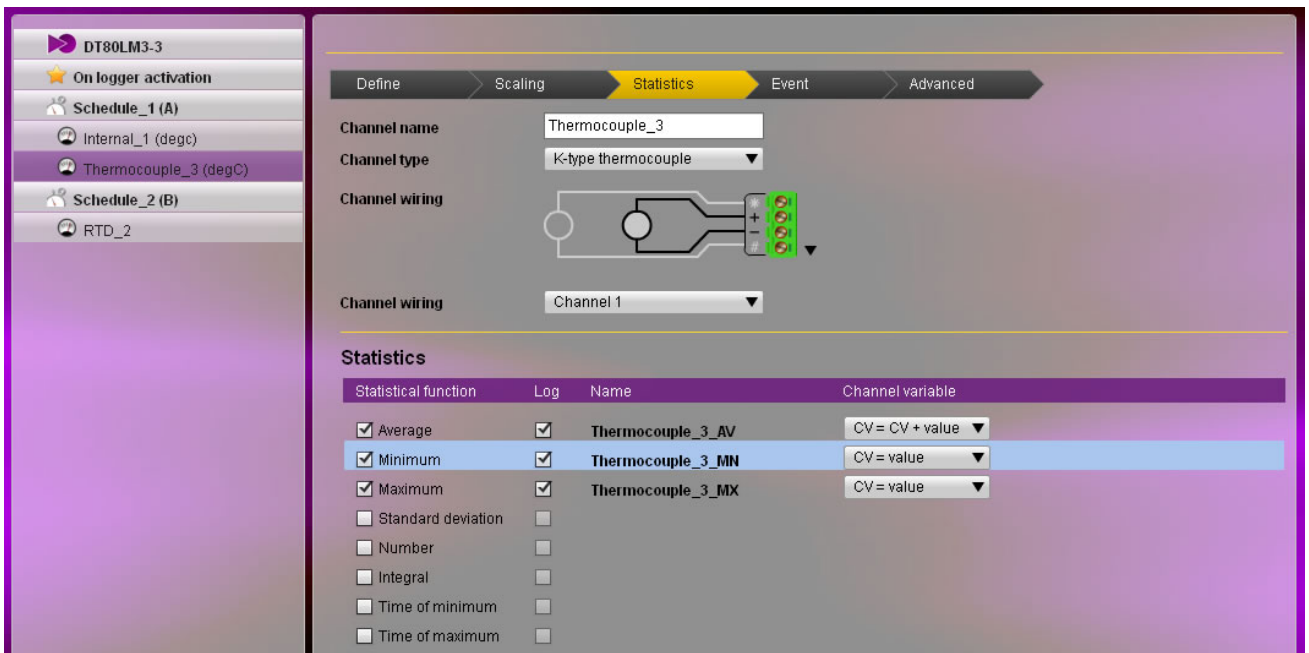 DT80LM3-3
On logger activation
Schedule_1 (A)
Internal_1 (degc)
Thermocouple_3 (degC)
Schedule_2 (B)
RTD_2
Define Scaling Statistics Event Advanced
Channel name Thermocouple_3
Channel type K-type thermocouple
Channel wiring
*
+
–
#
Channel wiring Channel 1
Statistics
Statistical function Log Name Channel variable
Average Thermocouple_3_AV CV = CV + value
Minimum Thermocouple_3_MN CV = value
Maximum Thermocouple_3_MX CV = value
Standard deviation
Number
Integral
Time of minimum
Time of maximum